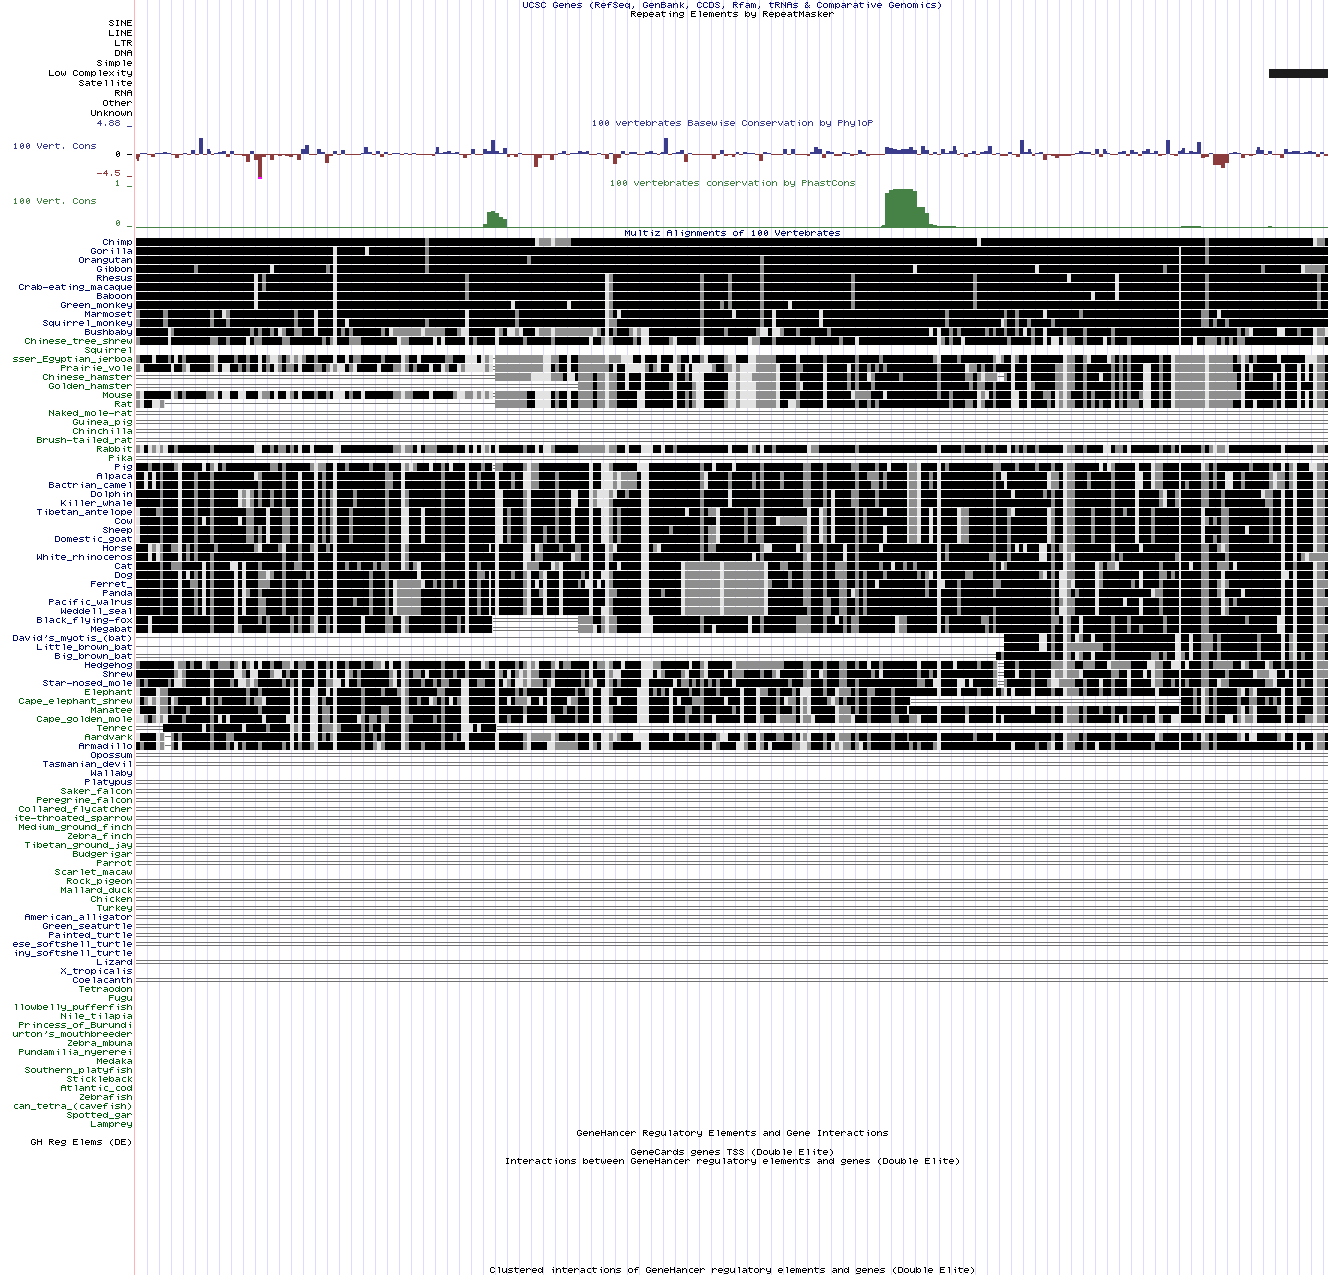 UCSC Genes (RefSeq, GenBank, CCDS, Rfam, tRNAs & Comparative Genomics)
Repeating Elements by RepeatMasker
SINE
LINE
LTR
DNA
Simple
Low Complexity
Satellite
RNA
Other
Unknown
100 vertebrates Basewise Conservation by PhyloP
4.88 _
100 Vert. Cons
0 -
-4.5 _
100 vertebrates conservation by PhastCons
1 _
100 Vert. Cons
0 _
Multiz Alignments of 100 Vertebrates
Chimp
Gorilla
Orangutan
Gibbon
Rhesus
Crab-eating_macaque
Baboon
Green_monkey
Marmoset
Squirrel_monkey
Bushbaby
Chinese_tree_shrew
Squirrel
sser_Egyptian_jerboa
Prairie_vole
Chinese_hamster
Golden_hamster
Mouse
Rat
Naked_mole-rat
Guinea_pig
Chinchilla
Brush-tailed_rat
Rabbit
Pika
Pig
Alpaca
Bactrian_camel
Dolphin
Killer_whale
Tibetan_antelope
Cow
Sheep
Domestic_goat
Horse
White_rhinoceros
Cat
Dog
Ferret_
Panda
Pacific_walrus
Weddell_seal
Black_flying-fox
Megabat
David's_myotis_(bat)
Little_brown_bat
Big_brown_bat
Hedgehog
Shrew
Star-nosed_mole
Elephant
Cape_elephant_shrew
Manatee
Cape_golden_mole
Tenrec
Aardvark
Armadillo
Opossum
Tasmanian_devil
Wallaby
Platypus
Saker_falcon
Peregrine_falcon
Collared_flycatcher
ite-throated_sparrow
Medium_ground_finch
Zebra_finch
Tibetan_ground_jay
Budgerigar
Parrot
Scarlet_macaw
Rock_pigeon
Mallard_duck
Chicken
Turkey
American_alligator
Green_seaturtle
Painted_turtle
ese_softshell_turtle
iny_softshell_turtle
Lizard
X_tropicalis
Coelacanth
Tetraodon
Fugu
llowbelly_pufferfish
Nile_tilapia
Princess_of_Burundi
urton's_mouthbreeder
Zebra_mbuna
Pundamilia_nyererei
Medaka
Southern_platyfish
Stickleback
Atlantic_cod
Zebrafish
can_tetra_(cavefish)
Spotted_gar
Lamprey
GeneHancer Regulatory Elements and Gene Interactions
GH Reg Elems (DE)
GeneCards genes TSS (Double Elite)
Interactions between GeneHancer regulatory elements and genes (Double Elite)
Clustered interactions of GeneHancer regulatory elements and genes (Double Elite)